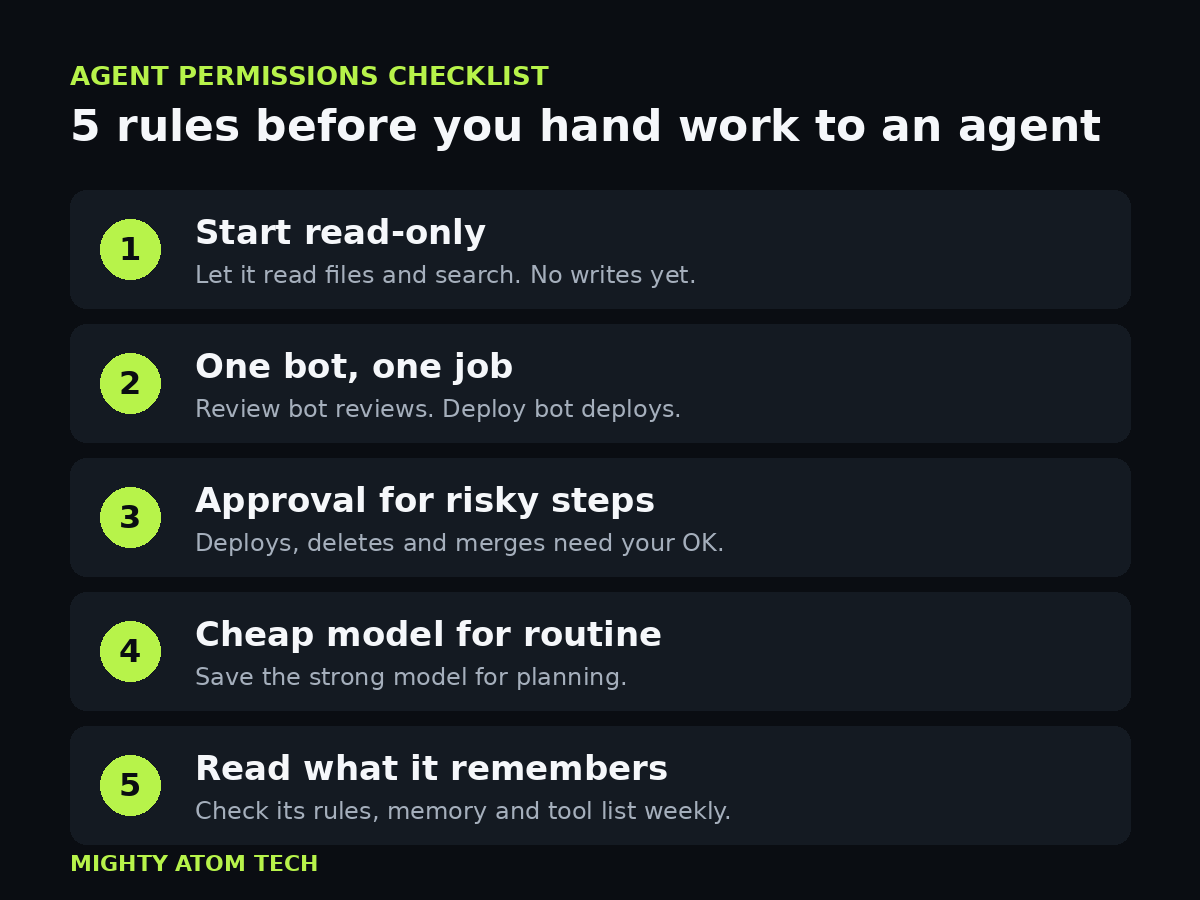 AGENT PERMISSIONS CHECKLIST
5 rules before you hand work to an agent
1
Start read-only
Let it read files and search. No writes yet.
2
One bot, one job
Review bot reviews. Deploy bot deploys.
3
Approval for risky steps
Deploys, deletes and merges need your OK.
4
Cheap model for routine
Save the strong model for planning.
5
Read what it remembers
Check its rules, memory and tool list weekly.
MIGHTY ATOM TECH